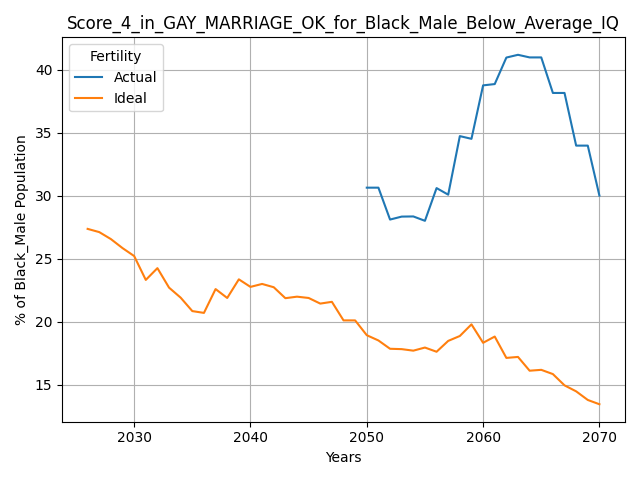 Score_4_in_GAY_MARRIAGE_OK_for_Black_Male_Below_Average_IQ
Fertility
Actual
Ideal
% of Black_Male Population
40
35
30
25
20
15
2030
2040
2050
2060
2070
Years